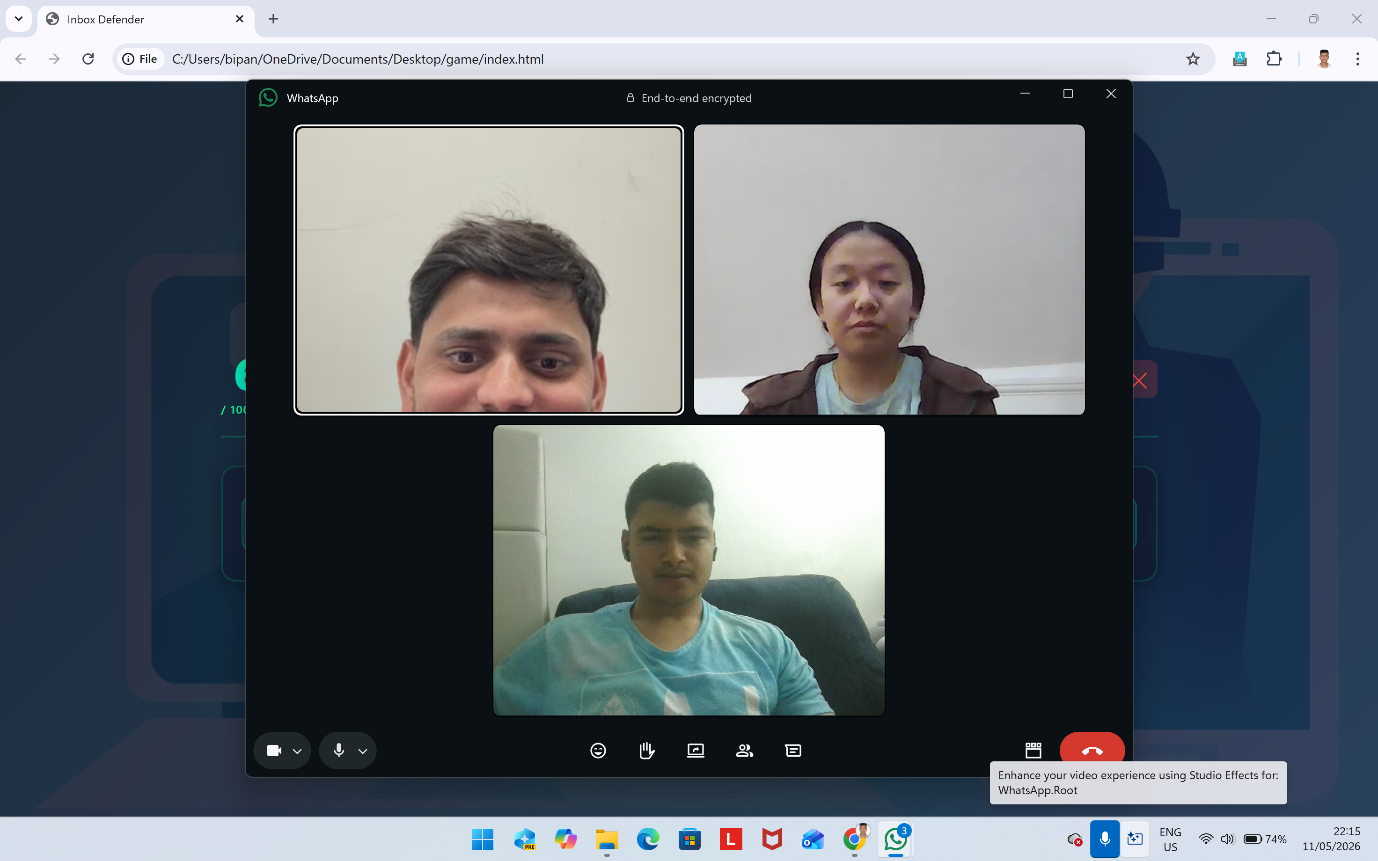 Inbox Defender
File
C:/Users/bipan/OneDrive/Documents/Desktop/game/index.html
WhatsApp
End-to-end encrypted
/ 100
Enhance your video experience using Studio Effects for:
WhatsApp.Root
PRE
L
3
ENG
US
74%
22:15
11/05/2026